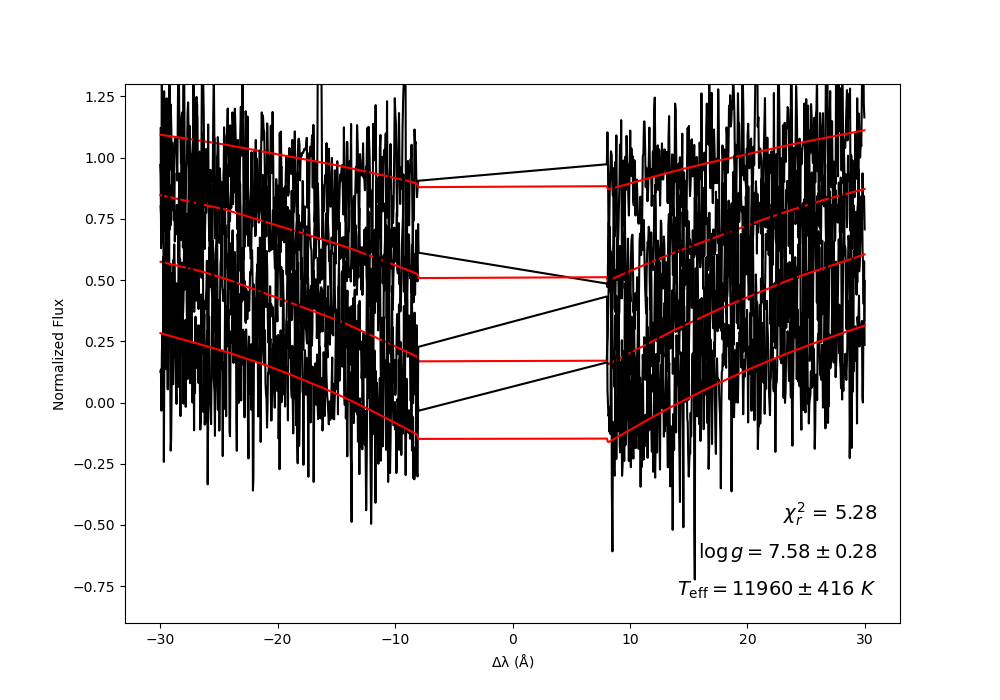 1.25
1.00
0.75
0.50
0.25
0.00
−0.25
−0.50
−0.75
Normalized Flux
χ²ᵣ = 5.28
log g = 7.58 ± 0.28
T_eff = 11960 ± 416 K
−30 −20 −10 0 10 20 30
Δλ (Å)